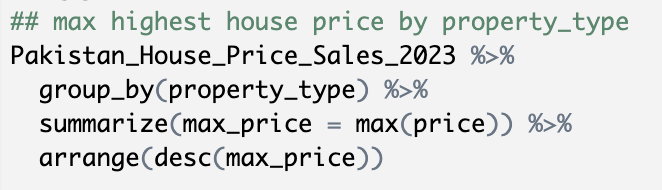 ## max highest house price by property_type
Pakistan_House_Price_Sales_2023 %>%
  group_by(property_type) %>%
  summarize(max_price = max(price)) %>%
  arrange(desc(max_price))